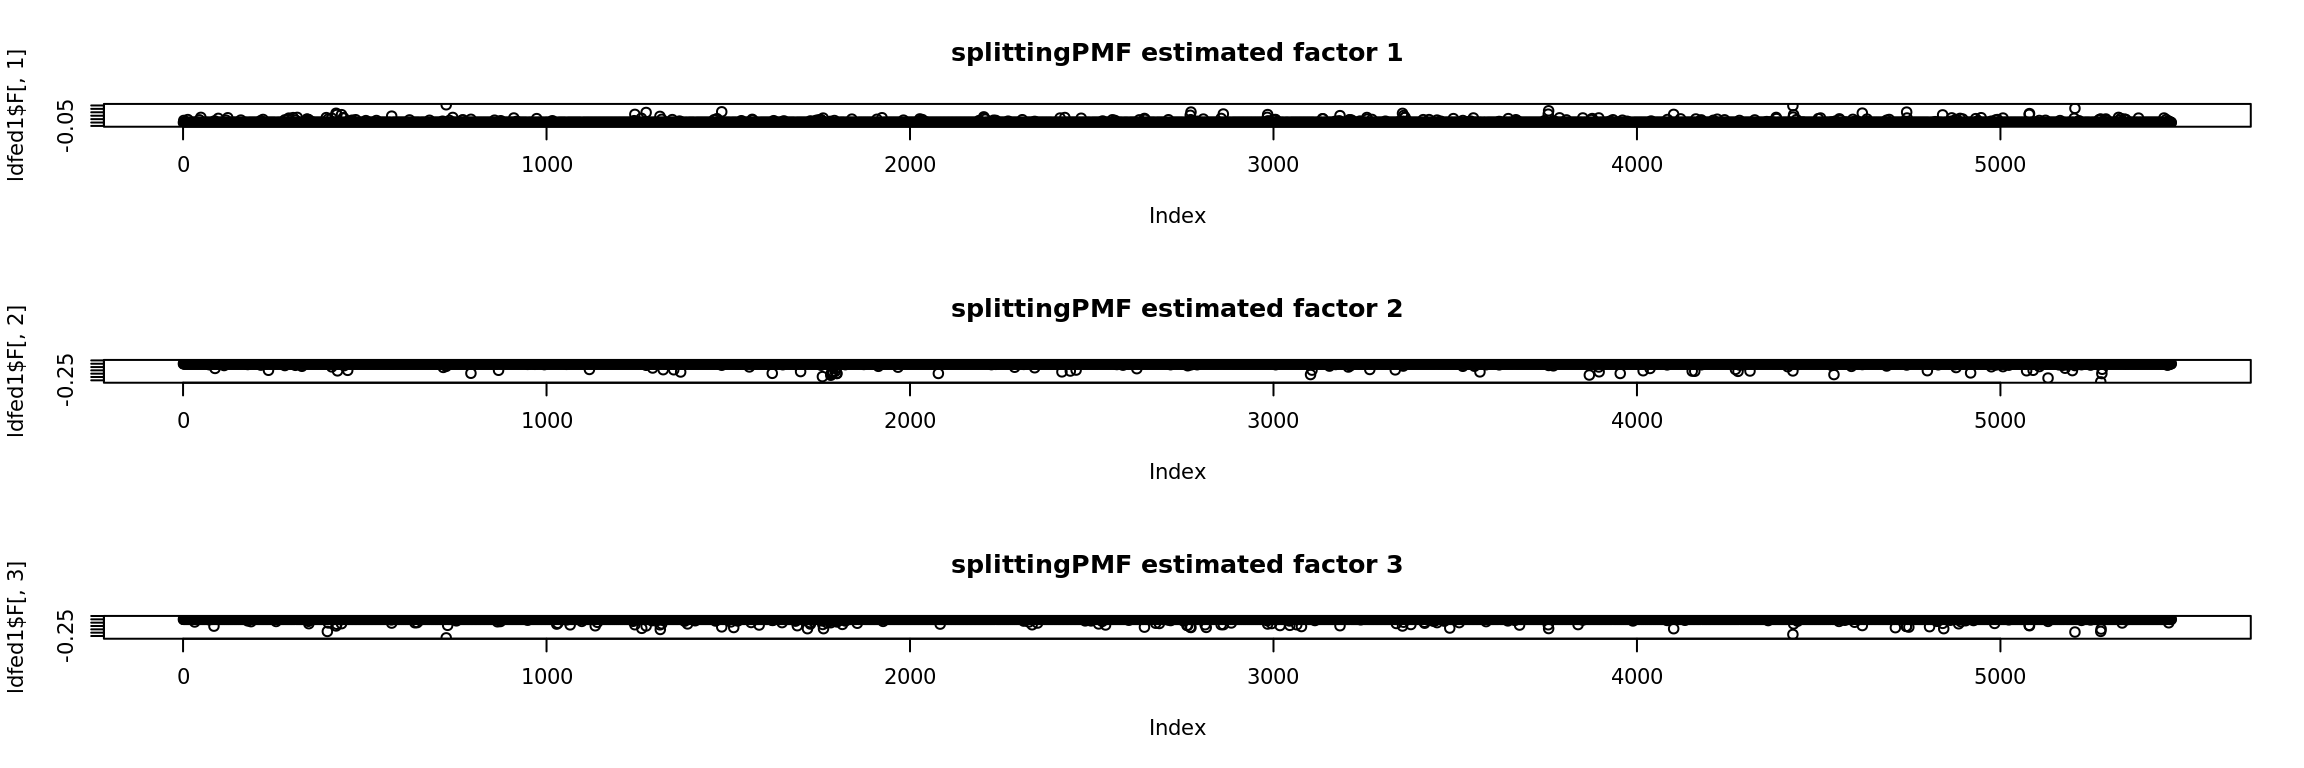 splittingPMF estimated factor 1
ldfed1$F[, 1]
-0.05
0 1000 2000 3000 4000 5000
Index
splittingPMF estimated factor 2
ldfed1$F[, 2]
-0.25
0 1000 2000 3000 4000 5000
Index
splittingPMF estimated factor 3
ldfed1$F[, 3]
-0.25
0 1000 2000 3000 4000 5000
Index